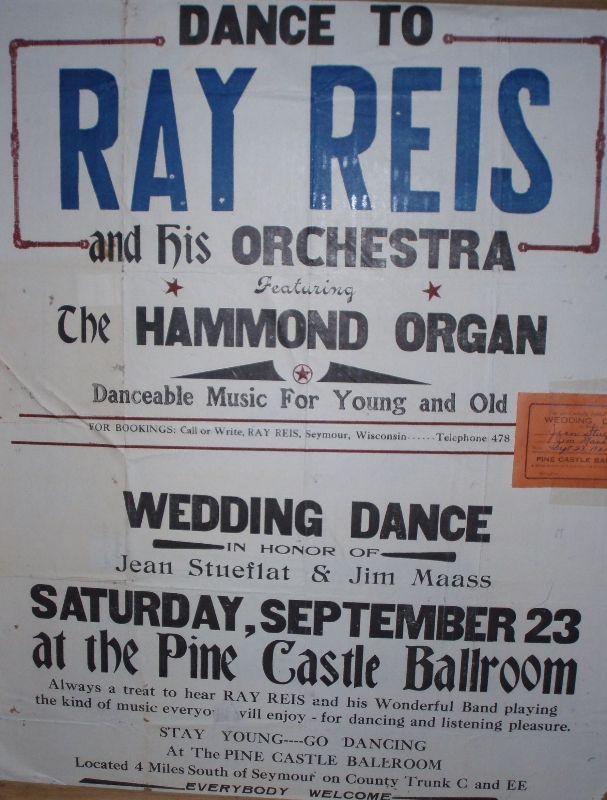 DANCE TO
RAY REIS
and his ORCHESTRA
Featuring
The HAMMOND ORGAN
Danceable Music For Young and Old
FOR BOOKINGS: Call or Write, RAY REIS, Seymour, Wisconsin......Telephone 478
WEDDING D
PINE CASTLE BA
WEDDING DANCE
IN HONOR OF
Jean Stueflat & Jim Maass
SATURDAY, SEPTEMBER 23
at the Pine Castle Ballroom
Always a treat to hear RAY REIS and his Wonderful Band playing
the kind of music everyo vill enjoy - for dancing and listening pleasure.
STAY YOUNG----GO DANCING
At The PINE CASTLE BALLROOM
Located 4 Miles South of Seymour on County Trunk C and EE
EVERYBODY WELCOME